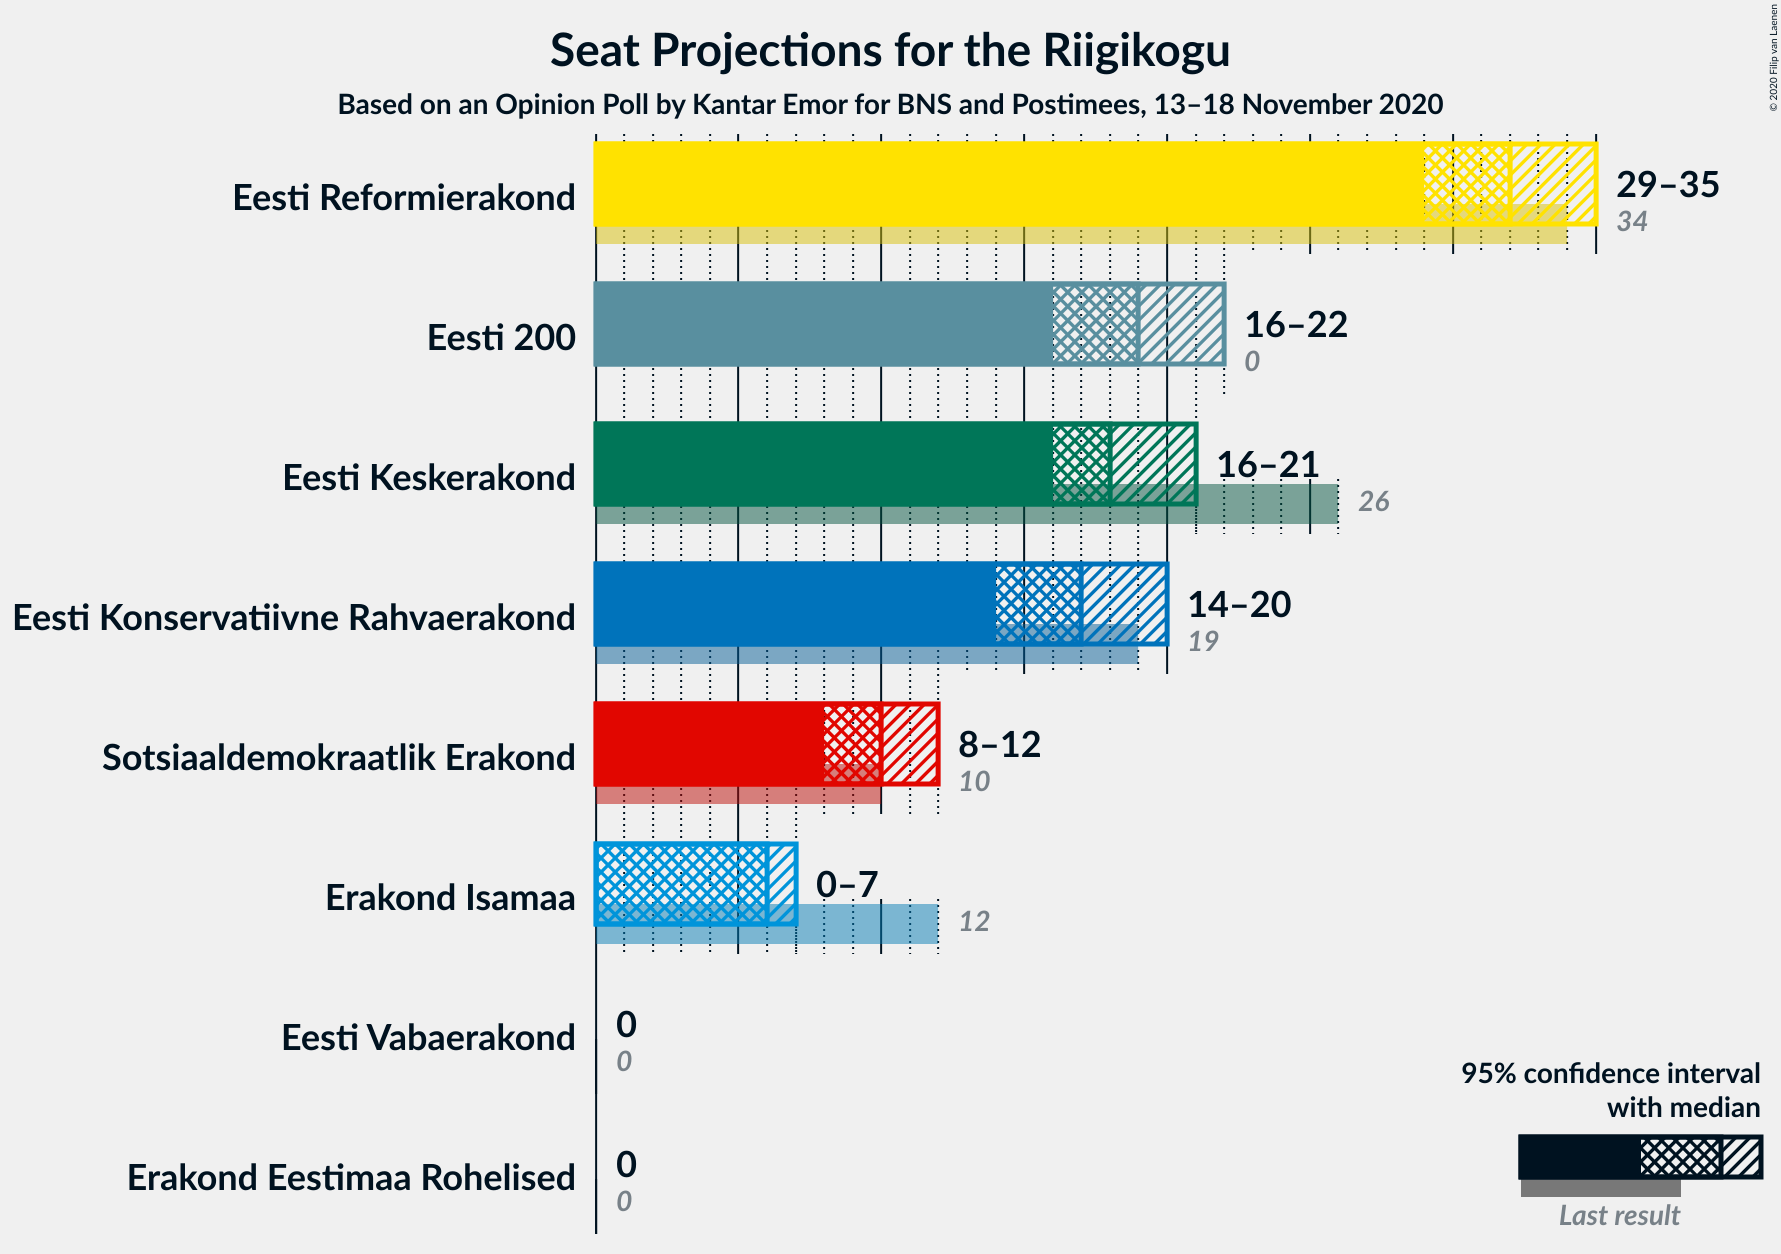 Seat Projections for the Riigikogu
Based on an Opinion Poll by Kantar Emor for BNS and Postimees, 13–18 November 2020
© 2020 Filip van Laenen
Eesti Reformierakond
29–35
34
Eesti 200
16–22
0
Eesti Keskerakond
16–21
26
Eesti Konservatiivne Rahvaerakond
14–20
19
Sotsiaaldemokraatlik Erakond
8–12
10
Erakond Isamaa
0–7
12
Eesti Vabaerakond
0
0
Erakond Eestimaa Rohelised
0
0
95% confidence interval
with median
Last result